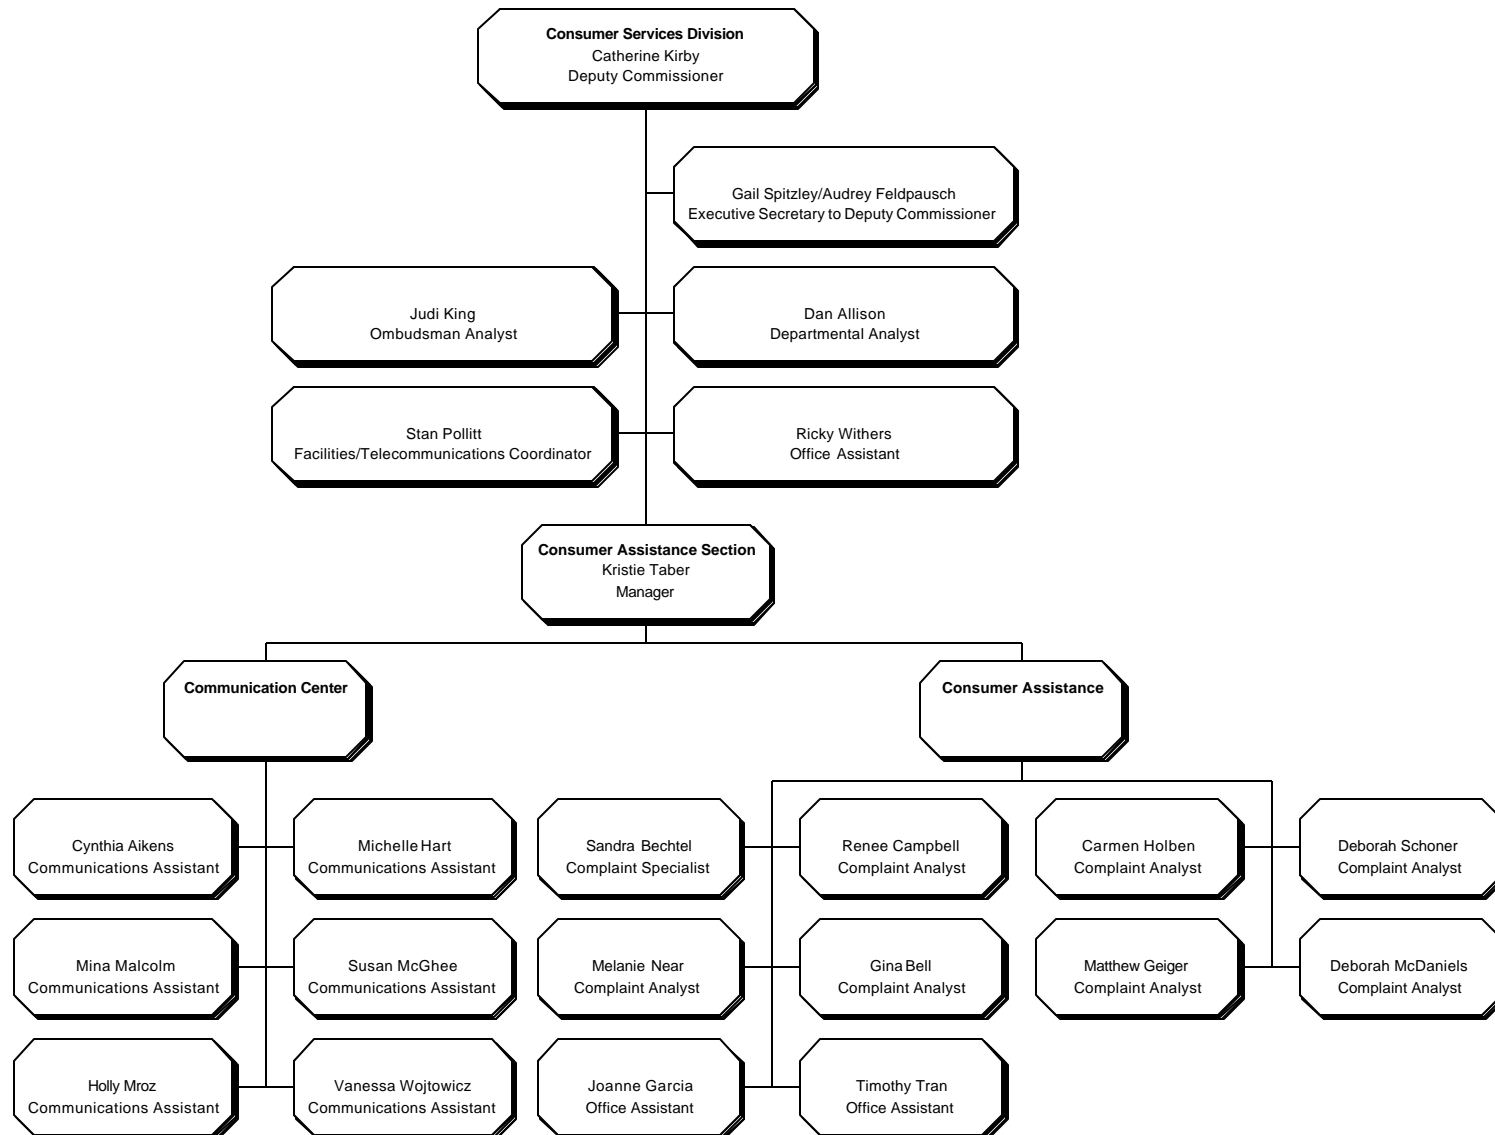 Consumer Services Division
Catherine Kirby
Deputy Commissioner
Gail Spitzley/Audrey Feldpausch
Executive Secretary to Deputy Commissioner
Judi King
Ombudsman Analyst
Dan Allison
Departmental Analyst
Stan Pollitt
Facilities/Telecommunications Coordinator
Ricky Withers
Office Assistant
Consumer Assistance Section
Kristie Taber
Manager
Communication Center
Consumer Assistance
Cynthia Aikens
Communications Assistant
Michelle Hart
Communications Assistant
Sandra Bechtel
Complaint Specialist
Renee Campbell
Complaint Analyst
Carmen Holben
Complaint Analyst
Deborah Schoner
Complaint Analyst
Mina Malcolm
Communications Assistant
Susan McGhee
Communications Assistant
Melanie Near
Complaint Analyst
Gina Bell
Complaint Analyst
Matthew Geiger
Complaint Analyst
Deborah McDaniels
Complaint Analyst
Holly Mroz
Communications Assistant
Vanessa Wojtowicz
Communications Assistant
Joanne Garcia
Office Assistant
Timothy Tran
Office Assistant